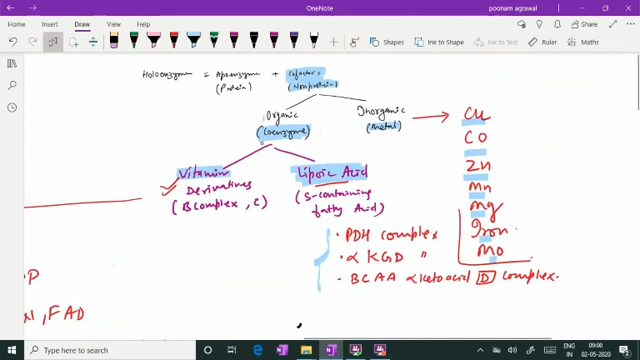 OneNote
poonam agrawal
File Home Insert Draw View Help
Shapes Ink to Shape Ink to Text Ruler Maths
Holoenzyme = Apoenzyme + Cofactor =
(Protein) (Nonprotein)
Organic Inorganic
(Coenzyme) (Metal)
Cu
CO
Zn
Mn
Mg
Iron
Mo
Vitamin Lipoic Acid
Derivatives (S-containing
(B Complex, C) fatty Acid)
• PDH Complex
• α KGD "
• BCAA αketoacid D Complex.
P
N, FAD
Type here to search
ENG
09:00
02-05-2020